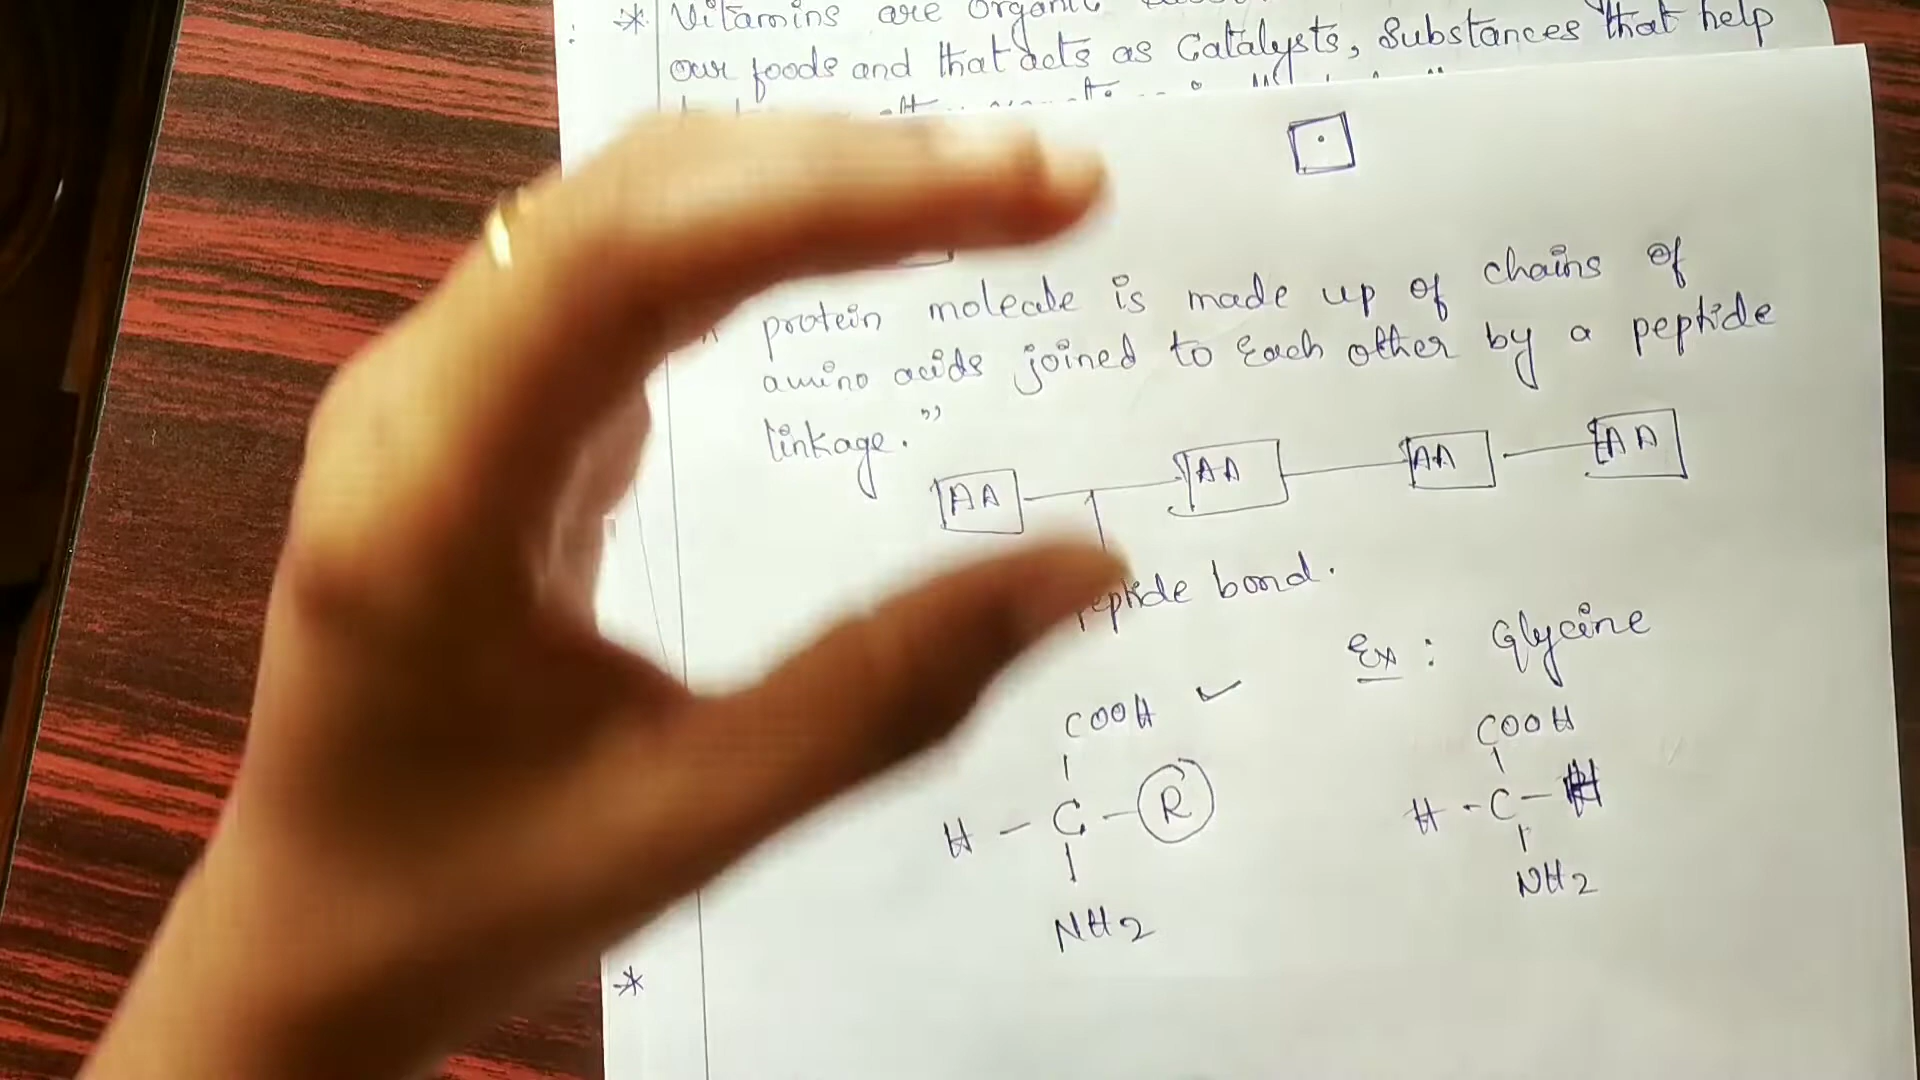 * Vitamins are Organic
: our foods and that acts as Catalysts, Substances that help
protein molecule is made up of chains of
amino acids joined to Each other by a peptide
linkage.”
AA AA AA AA
peptide bond.
Ex : Glycine
COOH COOH
H - C - R H - C - H
NH2 NH2
*